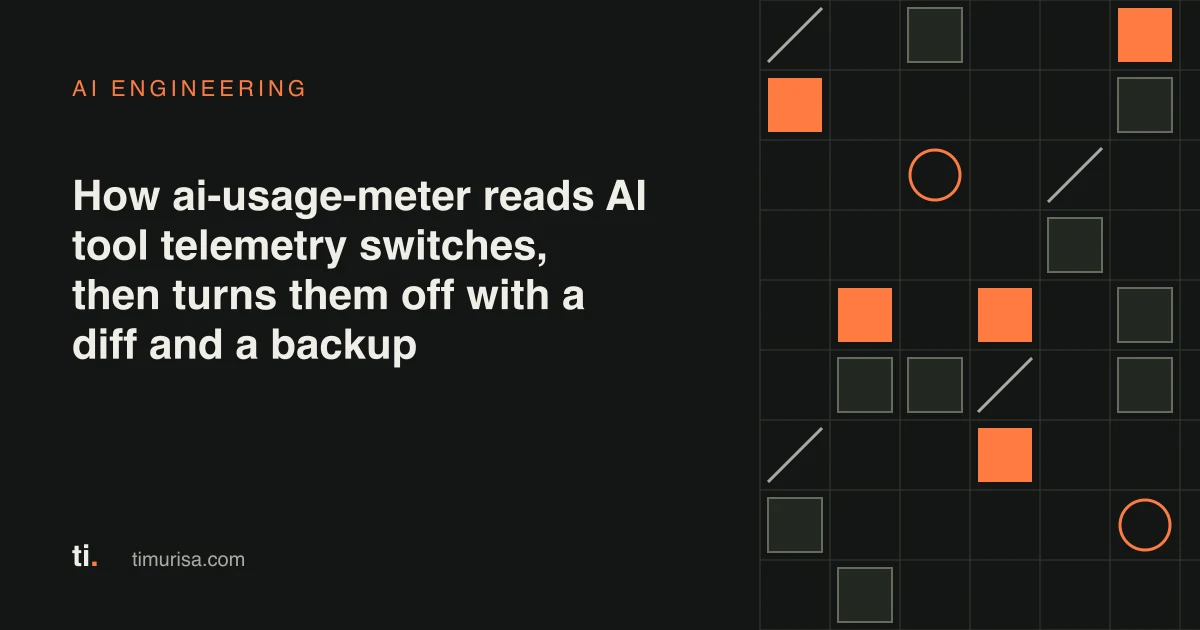 AI ENGINEERING
How ai-usage-meter reads AI
tool telemetry switches,
then turns them off with a
diff and a backup
ti.
timurisa.com